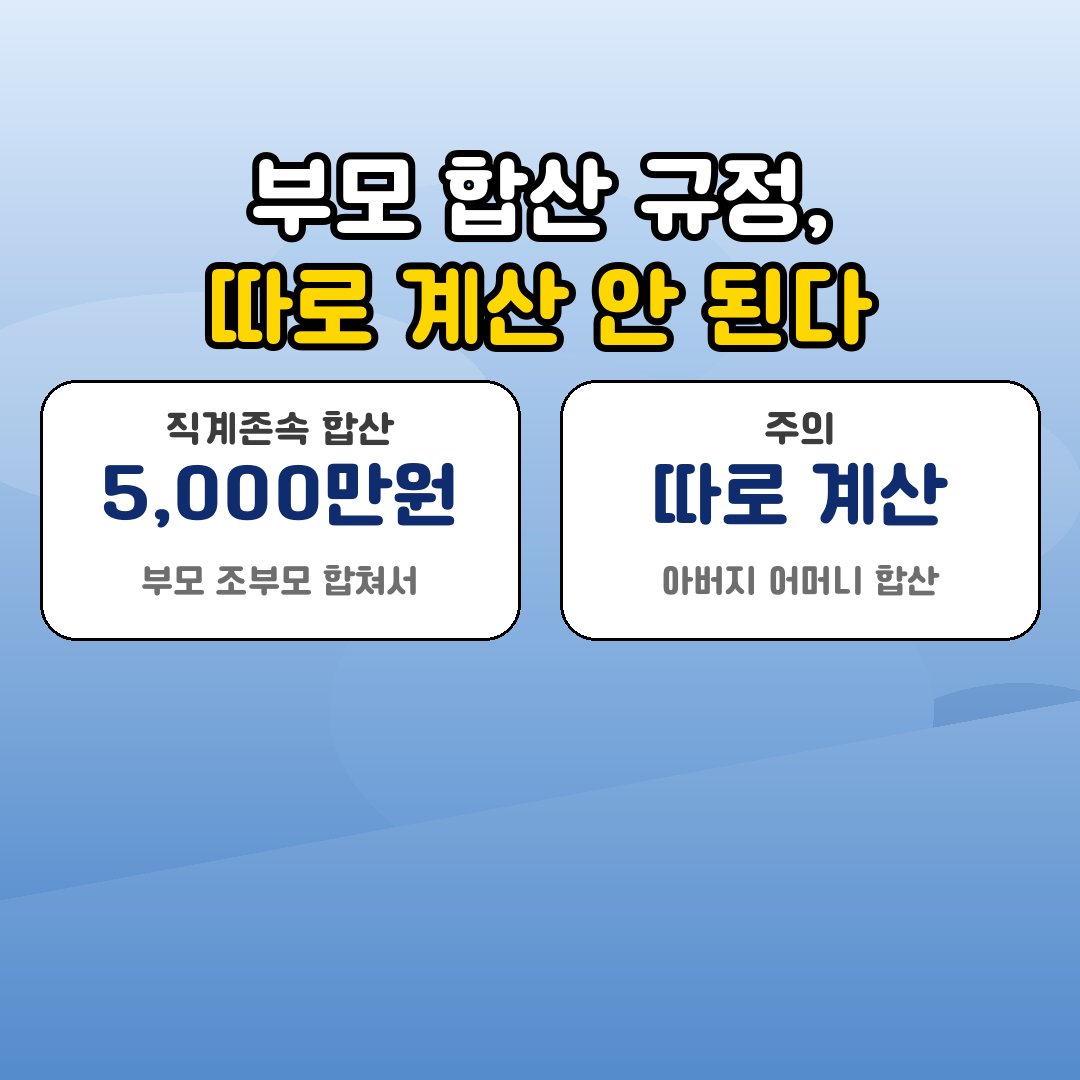 부모 합산 규정,
따로 계산 안 된다
직계존속 합산
5,000만원
부모 조부모 합쳐서
주의
따로 계산
아버지 어머니 합산